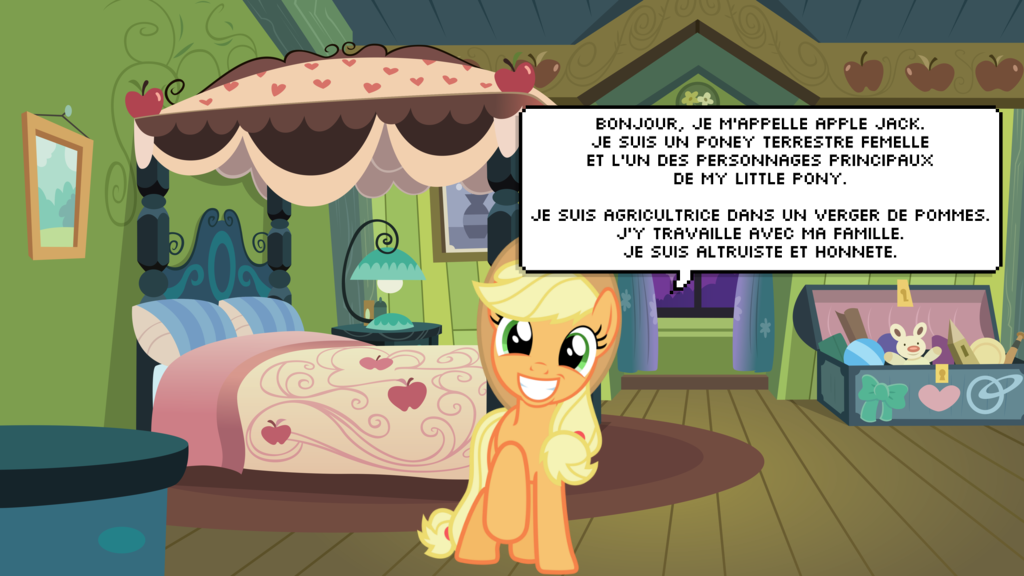 BONJOUR, JE M'APPELLE APPLE JACK.
JE SUIS UN PONEY TERRESTRE FEMELLE
ET L'UN DES PERSONNAGES PRINCIPAUX
DE MY LITTLE PONY.
JE SUIS AGRICULTRICE DANS UN VERGER DE POMMES.
J'Y TRAVAILLE AVEC MA FAMILLE.
JE SUIS ALTRUISTE ET HONNETE.